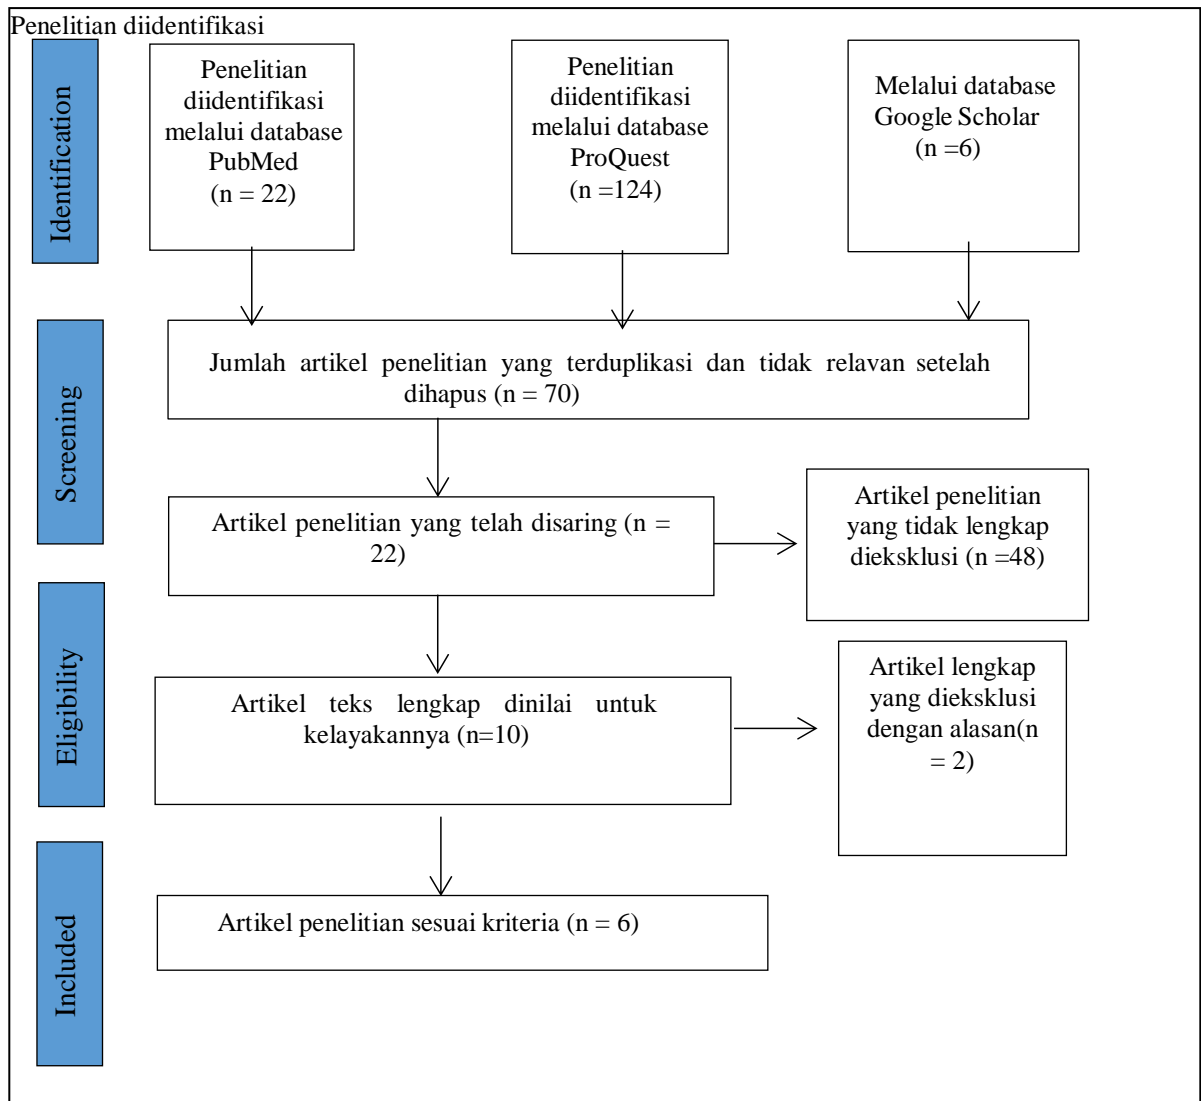 Penelitian diidentifikasi
Identification
Penelitian
diidentifikasi
melalui database
PubMed
(n = 22)
Penelitian
diidentifikasi
melalui database
ProQuest
(n =124)
Melalui database
Google Scholar
(n =6)
Screening
Jumlah artikel penelitian yang terduplikasi dan tidak relavan setelah
dihapus (n = 70)
Artikel penelitian yang telah disaring (n =
22)
Artikel penelitian
yang tidak lengkap
dieksklusi (n =48)
Eligibility
Artikel teks lengkap dinilai untuk
kelayakannya (n=10)
Artikel lengkap
yang dieksklusi
dengan alasan(n
= 2)
Included
Artikel penelitian sesuai kriteria (n = 6)